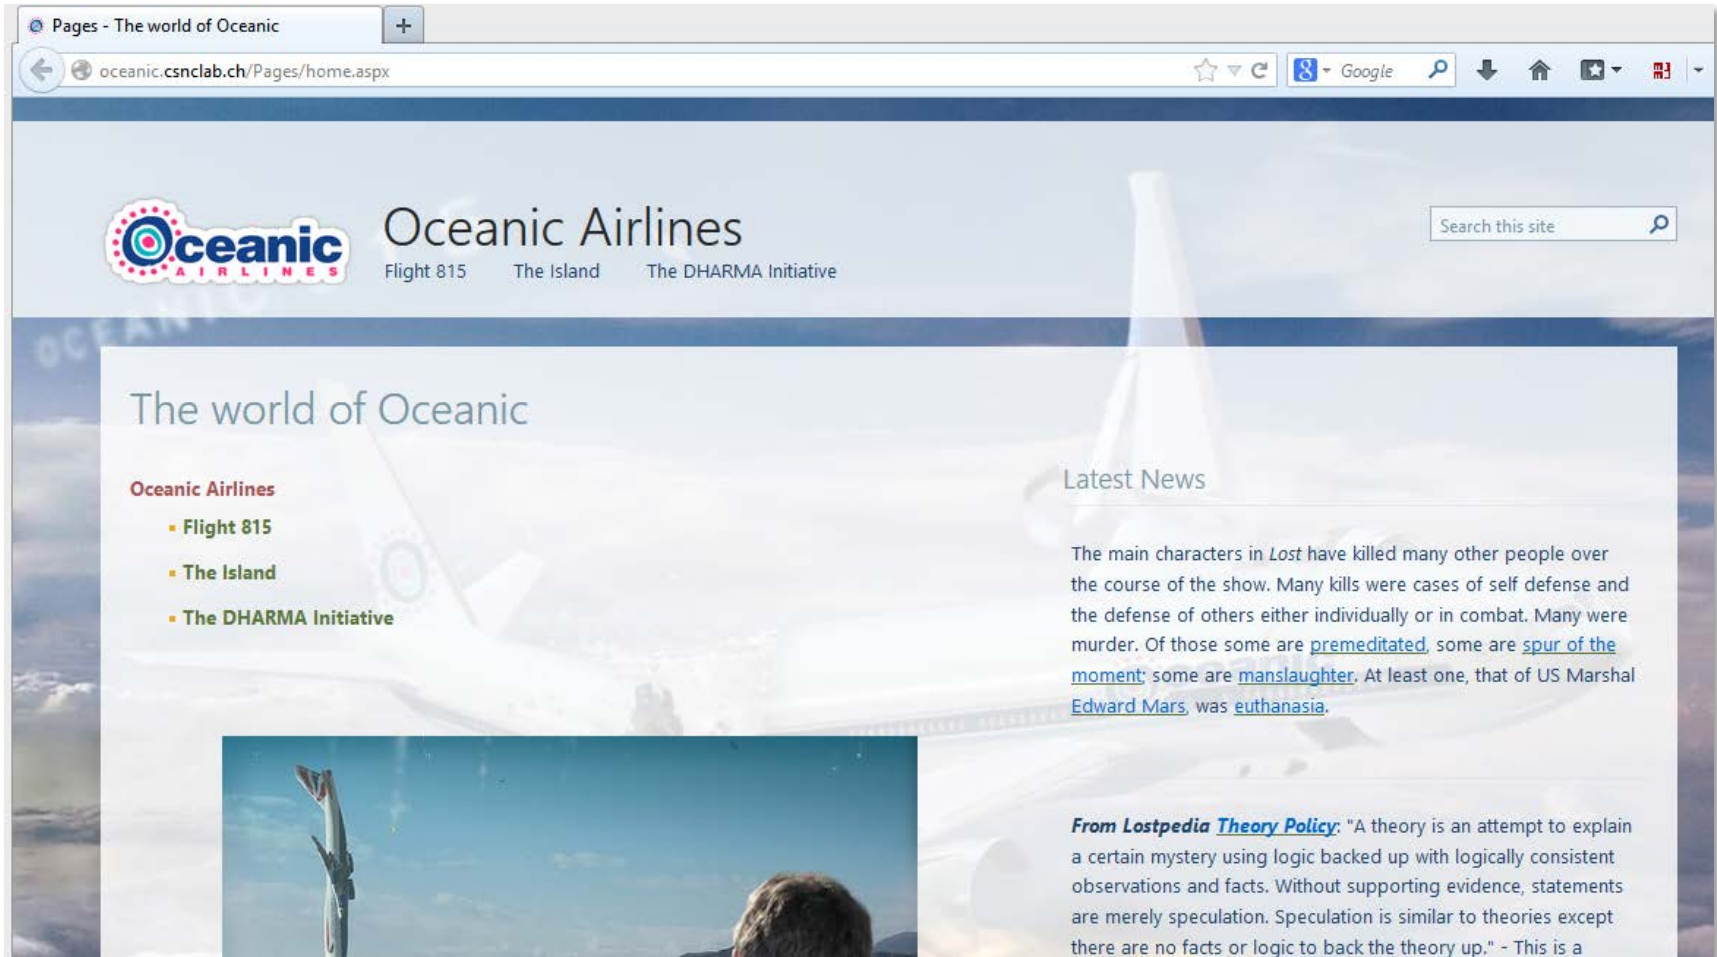 Pages - The world of Oceanic
oceanic.csnclab.ch/Pages/home.aspx
Google
Oceanic
AIRLINES
Oceanic Airlines
Flight 815 The Island The DHARMA Initiative
Search this site
OCEANIC
The world of Oceanic
Oceanic Airlines
Flight 815
The Island
The DHARMA Initiative
Latest News
The main characters in Lost have killed many other people over
the course of the show. Many kills were cases of self defense and
the defense of others either individually or in combat. Many were
murder. Of those some are premeditated, some are spur of the
moment; some are manslaughter. At least one, that of US Marshal
Edward Mars, was euthanasia.
From Lostpedia Theory Policy: "A theory is an attempt to explain
a certain mystery using logic backed up with logically consistent
observations and facts. Without supporting evidence, statements
are merely speculation. Speculation is similar to theories except
there are no facts or logic to back the theory up." - This is a